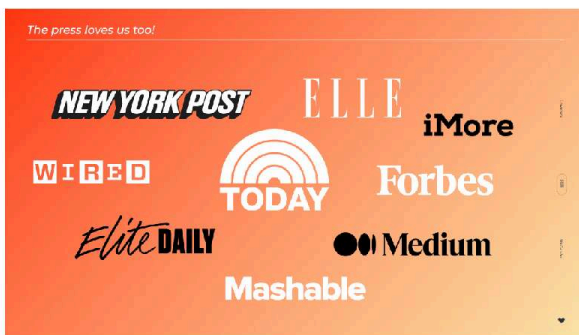 The press loves us too!
NEW YORK POST
ELLE
iMore
WIRED
TODAY
Forbes
Elite DAILY
Medium
Mashable